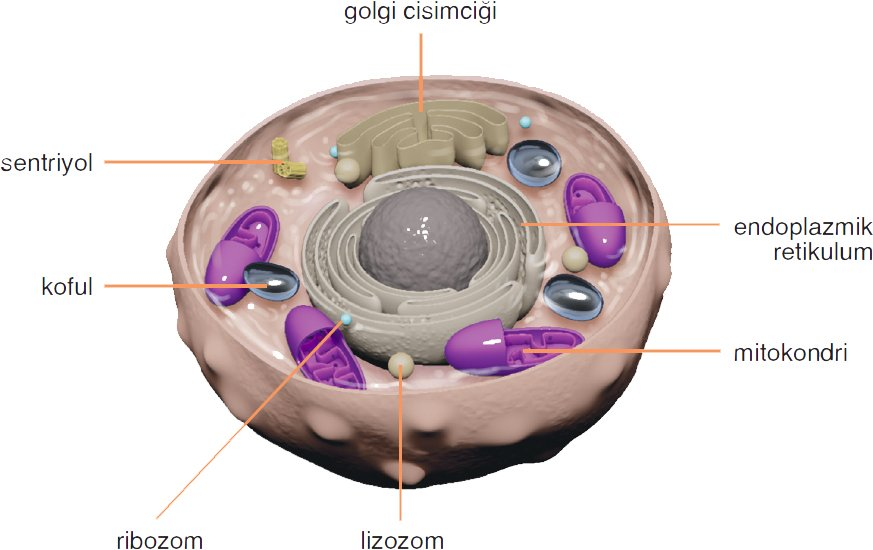 golgi cisimciği
sentriyol
endoplazmik
retikulum
koful
mitokondri
ribozom
lizozom